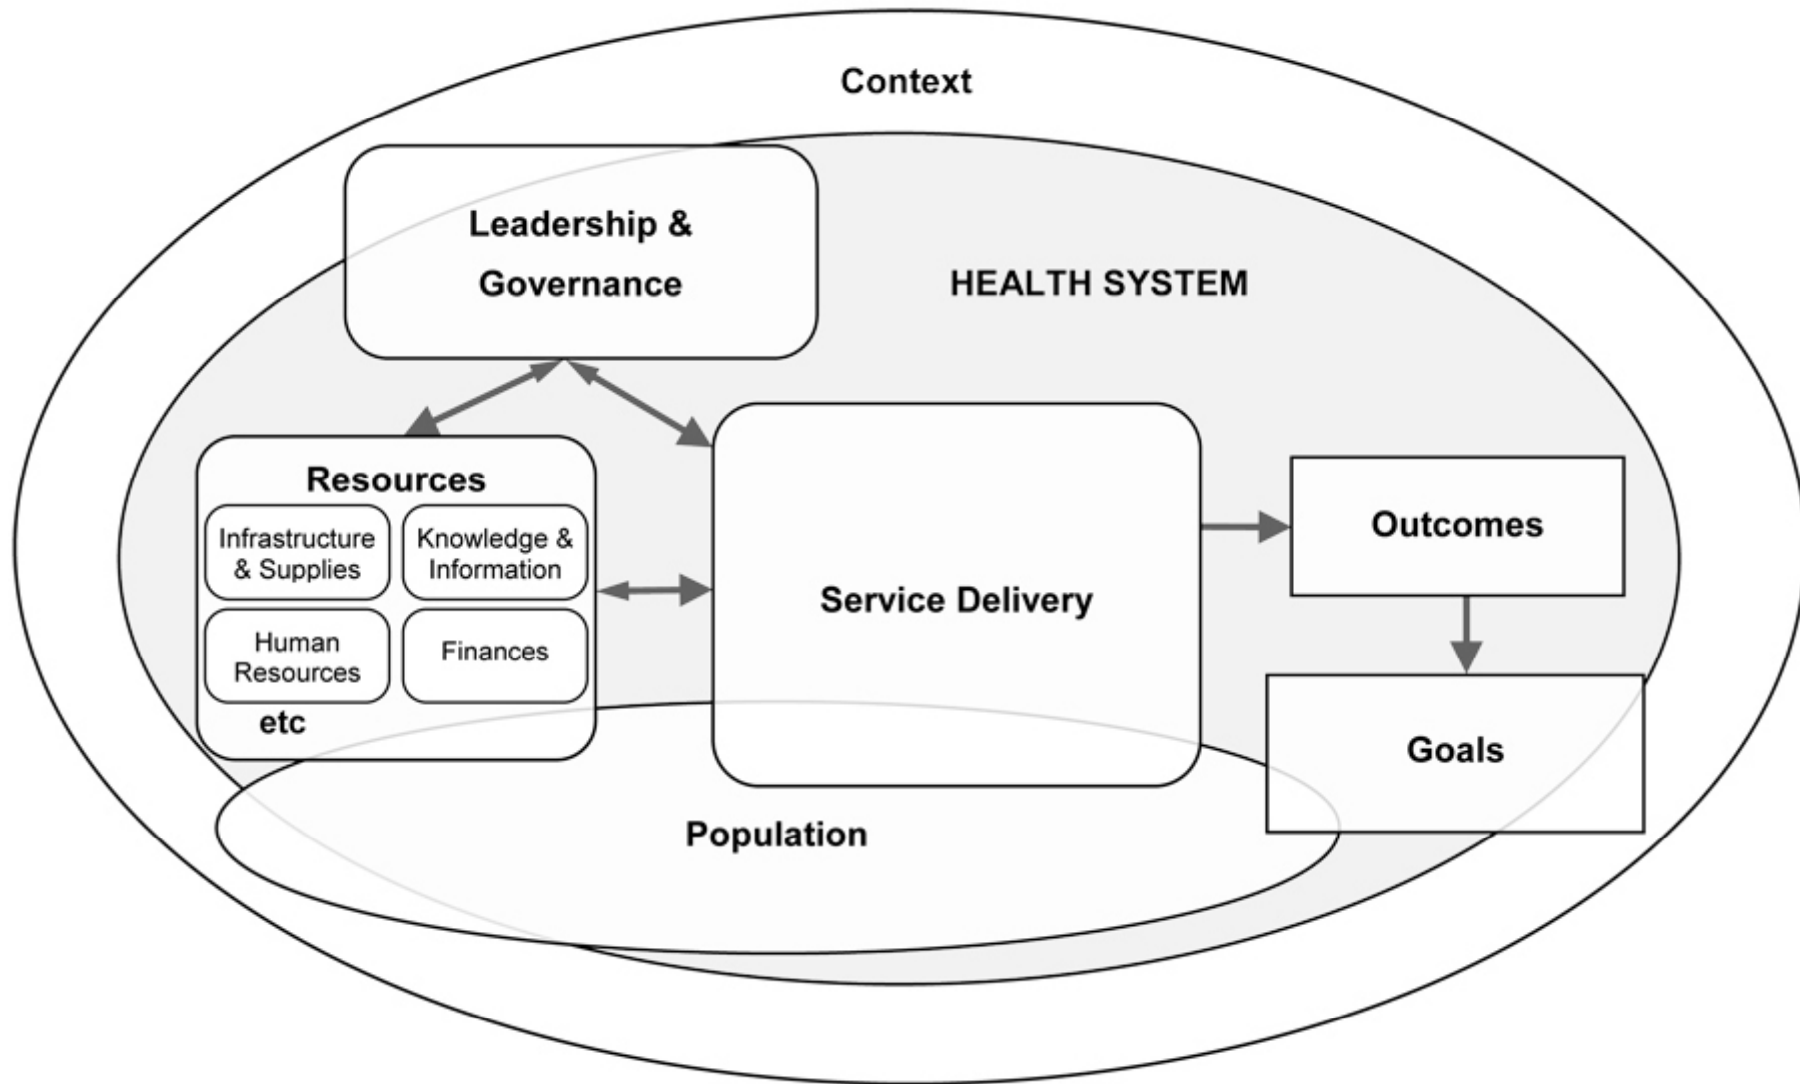 Context
Leadership &
Governance
HEALTH SYSTEM
Resources
Infrastructure
& Supplies
Knowledge &
Information
Human
Resources
Finances
etc
Service Delivery
Outcomes
Goals
Population